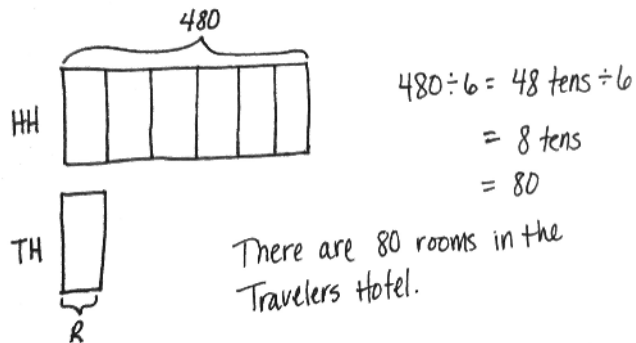 480
HH
480÷6 = 48 tens÷6
= 8 tens
= 80
TH
R
There are 80 rooms in the
Travelers Hotel.